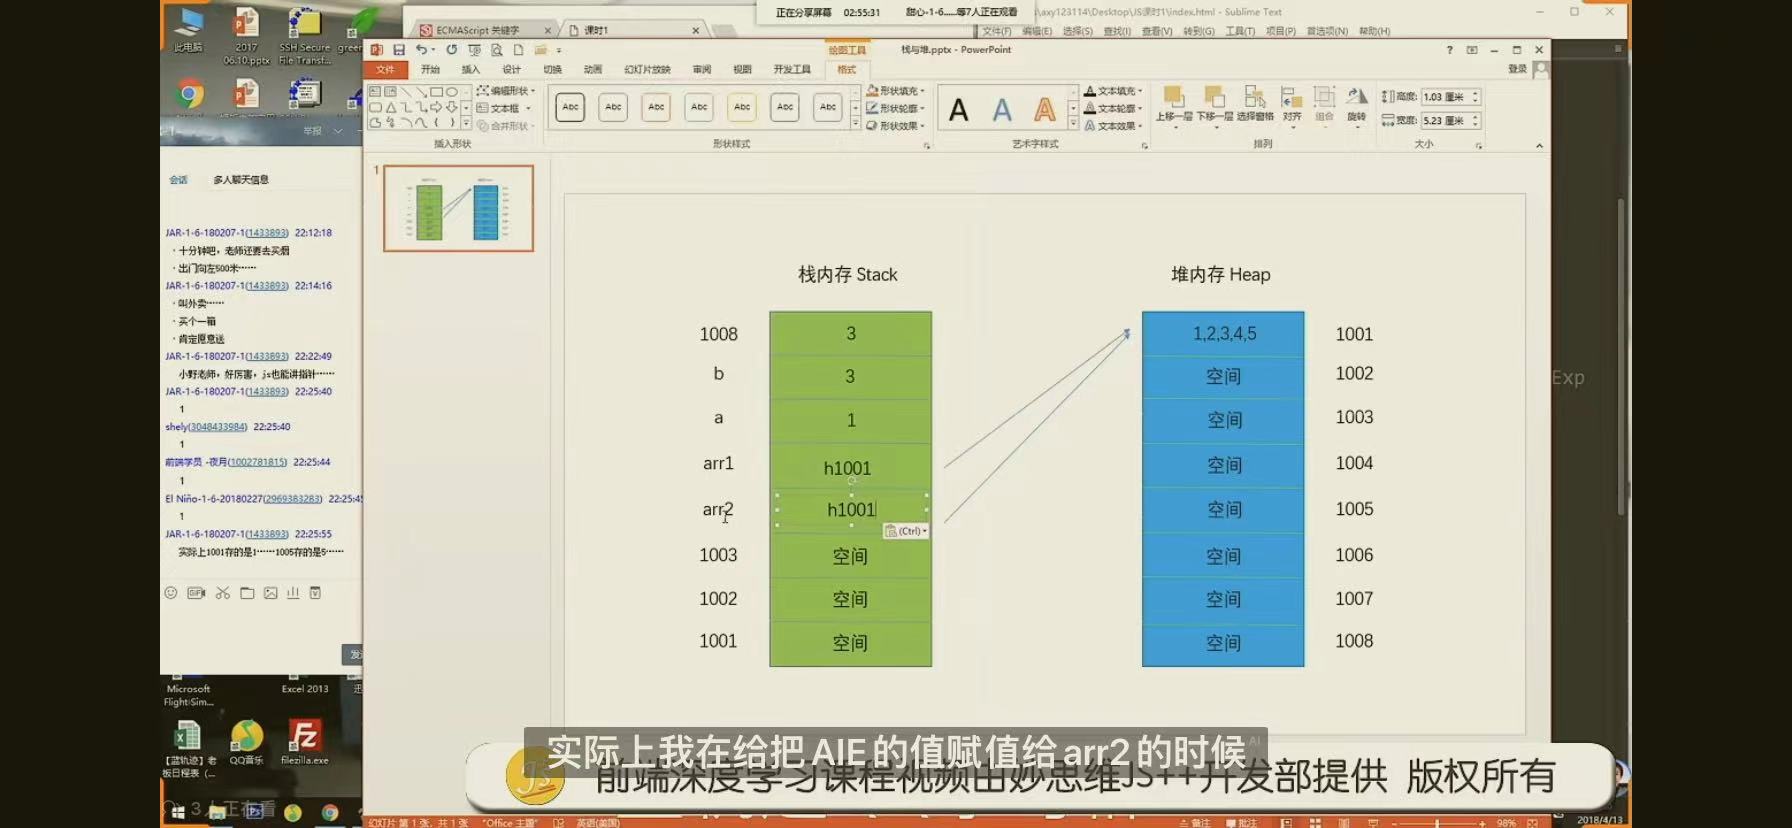 正在分享屏幕 02:55:31 甜心-1-6......等7人正在观看
\axy123114\Desktop\JS课时1\index.html - Sublime Text
ECMAScript 关键字
课时1
文件(F) 编辑(E) 选择(S) 查找(I) 查看(V) 转到(G) 工具(T) 项目(P) 首选项(N) 帮助(H)
此电脑
2017
06.10.pptx
SSH Secure
File Transf...
绘图工具
栈与堆.pptx - PowerPoint
文件 开始 插入 设计 切换 动画 幻灯片放映 审阅 视图 开发工具 格式
登录
编辑形状
文本框
合并形状
插入形状
Abc Abc Abc Abc Abc Abc Abc
形状填充
形状轮廓
形状效果
形状样式
A A A
文本填充
文本轮廓
文本效果
艺术字样式
上移一层 下移一层 选择窗格 对齐 组合 旋转
排列
高度: 1.03 厘米
宽度: 5.23 厘米
大小
举报
会话 多人聊天信息
JAR-1-6-180207-1(1433893) 22:12:18
十分钟吧，老师还要去买烟
出门向左500米……
JAR-1-6-180207-1(1433893) 22:14:16
叫外卖……
买个一箱
肯定愿意送
JAR-1-6-180207-1(1433893) 22:22:49
小野老师，好厉害，js也能讲指针……
JAR-1-6-180207-1(1433893) 22:25:40
1
shely(3048433984) 22:25:40
1
前端学员 -夜月(1002781815) 22:25:44
1
El Niño-1-6-20180227(2969383283) 22:25:45
1
JAR-1-6-180207-1(1433893) 22:25:55
实际上1001存的是1……1005存的是5……
1
栈内存 Stack
堆内存 Heap
1008 3 1,2,3,4,5 1001
b 3 空间 1002
a 1 空间 1003
arr1 h1001 空间 1004
arr2 h1001 空间 1005
(Ctrl)
1003 空间 空间 1006
1002 空间 空间 1007
1001 空间 空间 1008
Exp
Microsoft
Flight Sim...
Excel 2013
QQ音乐
filezilla.exe
【蓝轨迹】老
板日程表（...
实际上我在给把AIE的值赋值给arr2的时候
前端深度学习课程视频由妙思维JS++开发部提供 版权所有
3人正在看
幻灯片 第 1 张，共 1 张 "Office 主题" 英语(美国)
备注 批注 98%
2018/4/13